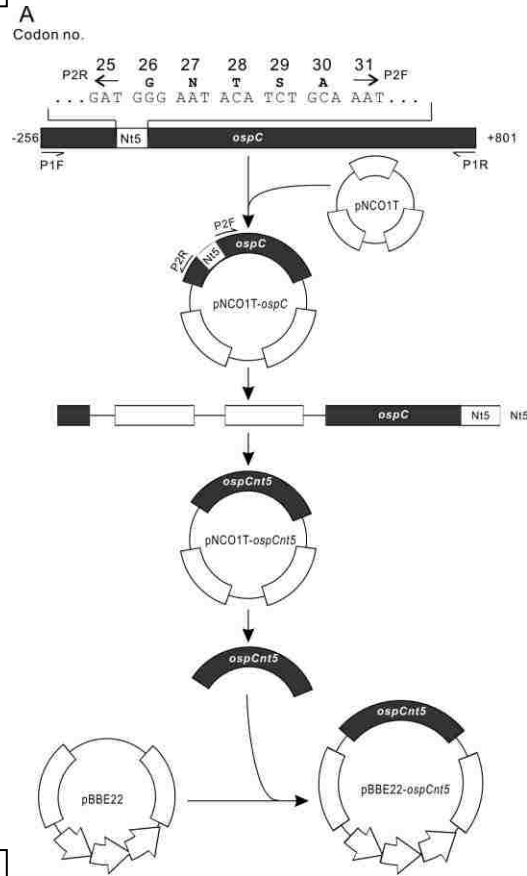 A
Codon no.
25 26 27 28 29 30 31
P2R G N T S A P2F
...GAT GGG AAT ACA TCT GCA AAT...
-256 Nt5 ospC +801
P1F P1R
pNCO1T
P2F
P2R Nt5 ospC
pNCO1T-ospC
ospC Nt5 Nt5
ospCnt5
pNCO1T-ospCnt5
ospCnt5
ospCnt5
pBBE22 pBBE22-ospCnt5